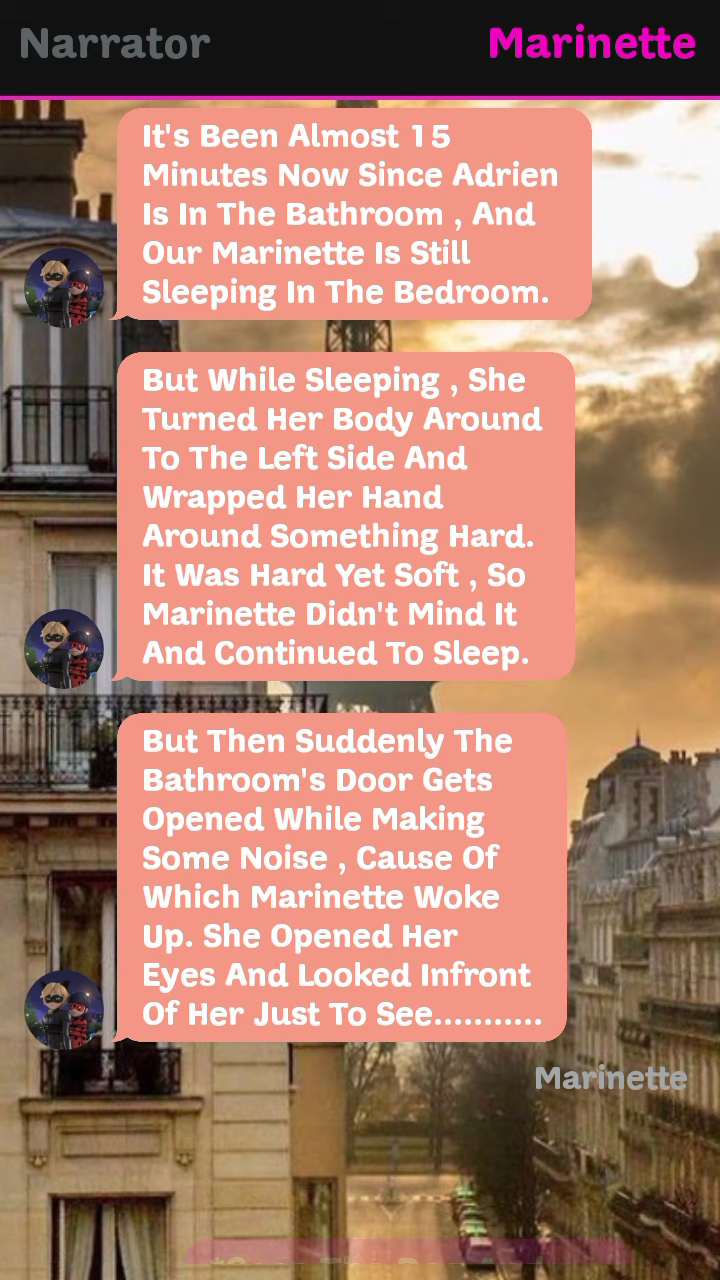 Narrator
Marinette
It's Been Almost 15
Minutes Now Since Adrien
Is In The Bathroom , And
Our Marinette Is Still
Sleeping In The Bedroom.
But While Sleeping , She
Turned Her Body Around
To The Left Side And
Wrapped Her Hand
Around Something Hard.
It Was Hard Yet Soft , So
Marinette Didn't Mind It
And Continued To Sleep.
But Then Suddenly The
Bathroom's Door Gets
Opened While Making
Some Noise , Cause Of
Which Marinette Woke
Up. She Opened Her
Eyes And Looked Infront
Of Her Just To See...........
Marinette